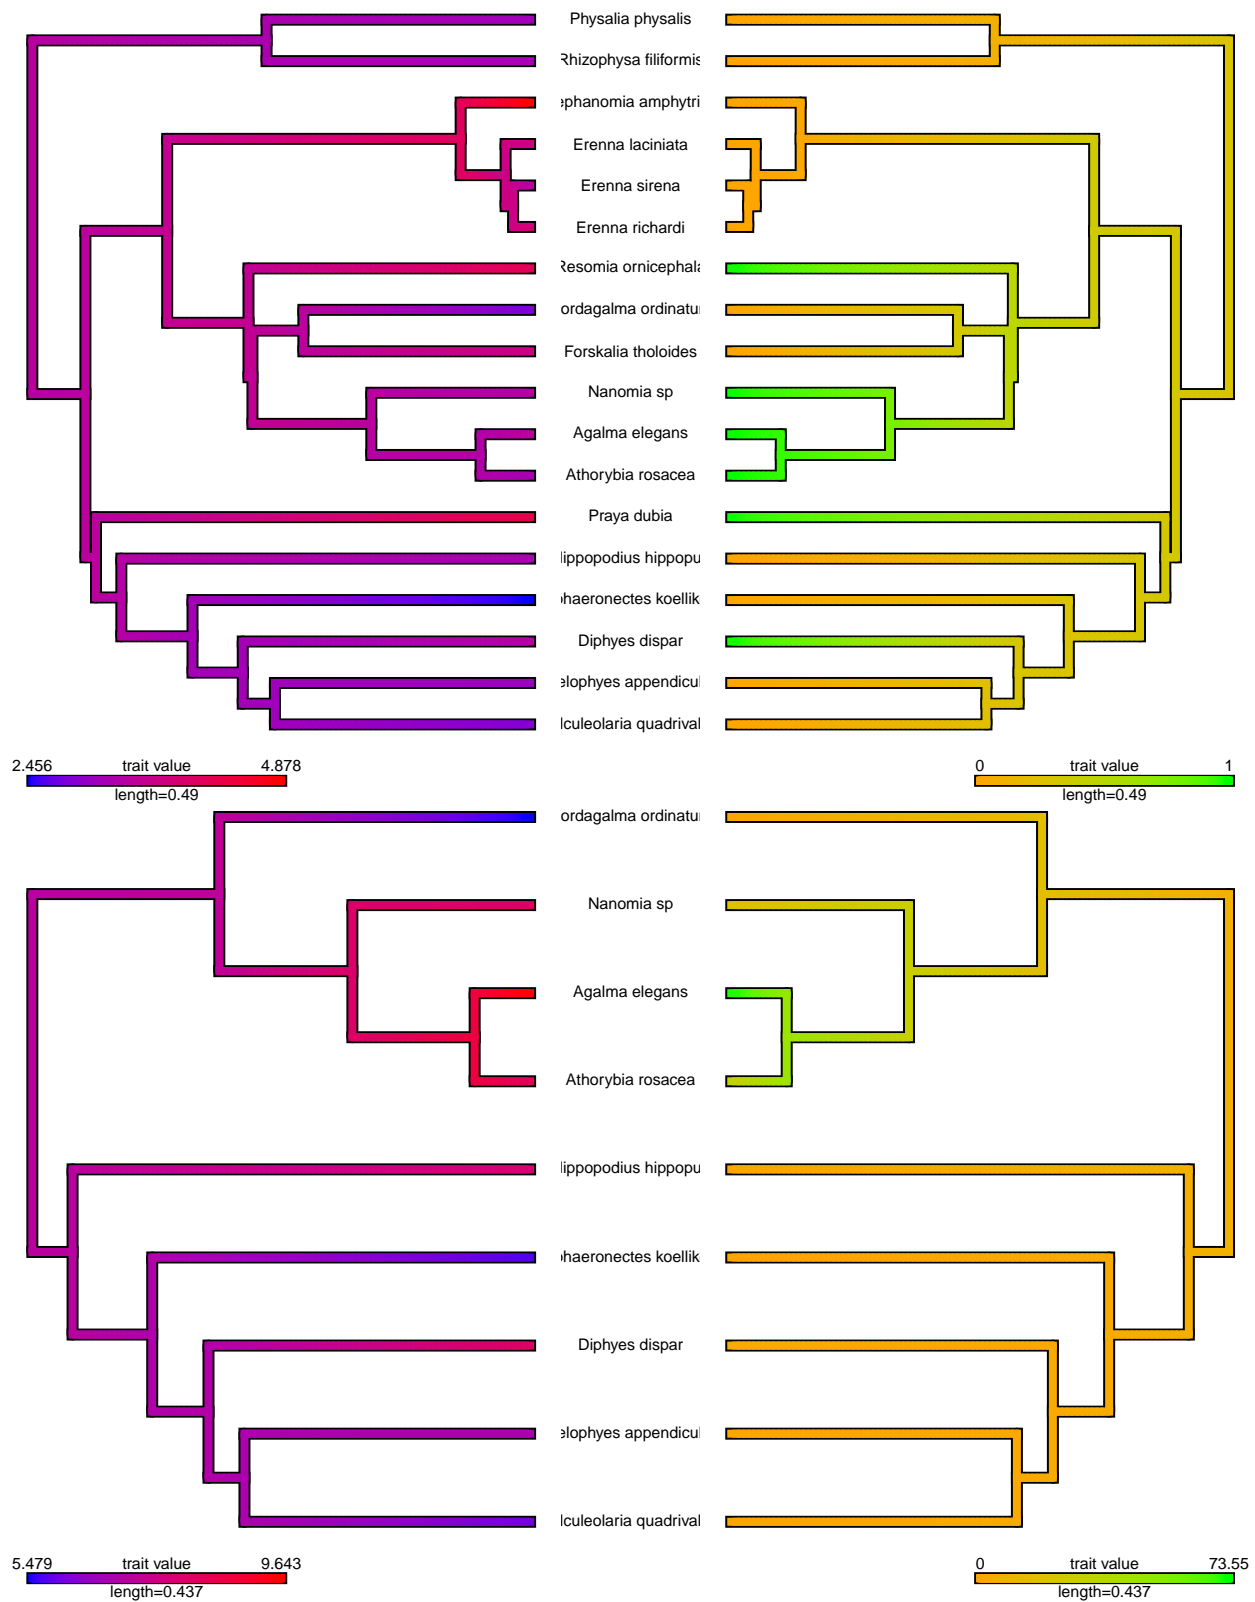 Physalia physalis
Rhizophysa filiformis
ephanomia amphytri
Erenna laciniata
Erenna sirena
Erenna richardi
Resomia ornicephala
ordagalma ordinatu
Forskalia tholoides
Nanomia sp
Agalma elegans
Athorybia rosacea
Praya dubia
lippopodius hippopu
haeronectes koellik
Diphyes dispar
elophyes appendicul
lculeolaria quadrival
2.456 trait value 4.878
length=0.49
0 trait value 1
length=0.49
ordagalma ordinatu
Nanomia sp
Agalma elegans
Athorybia rosacea
lippopodius hippopu
haeronectes koellik
Diphyes dispar
elophyes appendicul
lculeolaria quadrival
5.479 trait value 9.643
length=0.437
0 trait value 73.55
length=0.437